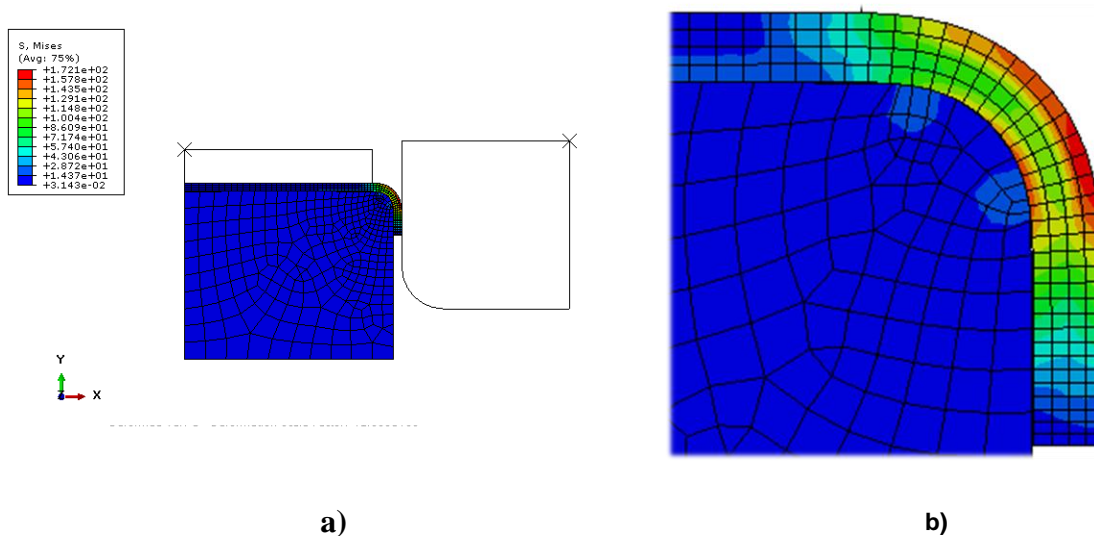 S, Mises
(Avg: 75%)
+1.721e+02
+1.578e+02
+1.435e+02
+1.291e+02
+1.148e+02
+1.004e+02
+8.609e+01
+7.174e+01
+5.740e+01
+4.306e+01
+2.872e+01
+1.437e+01
+3.143e-02
Y
X
a)
b)